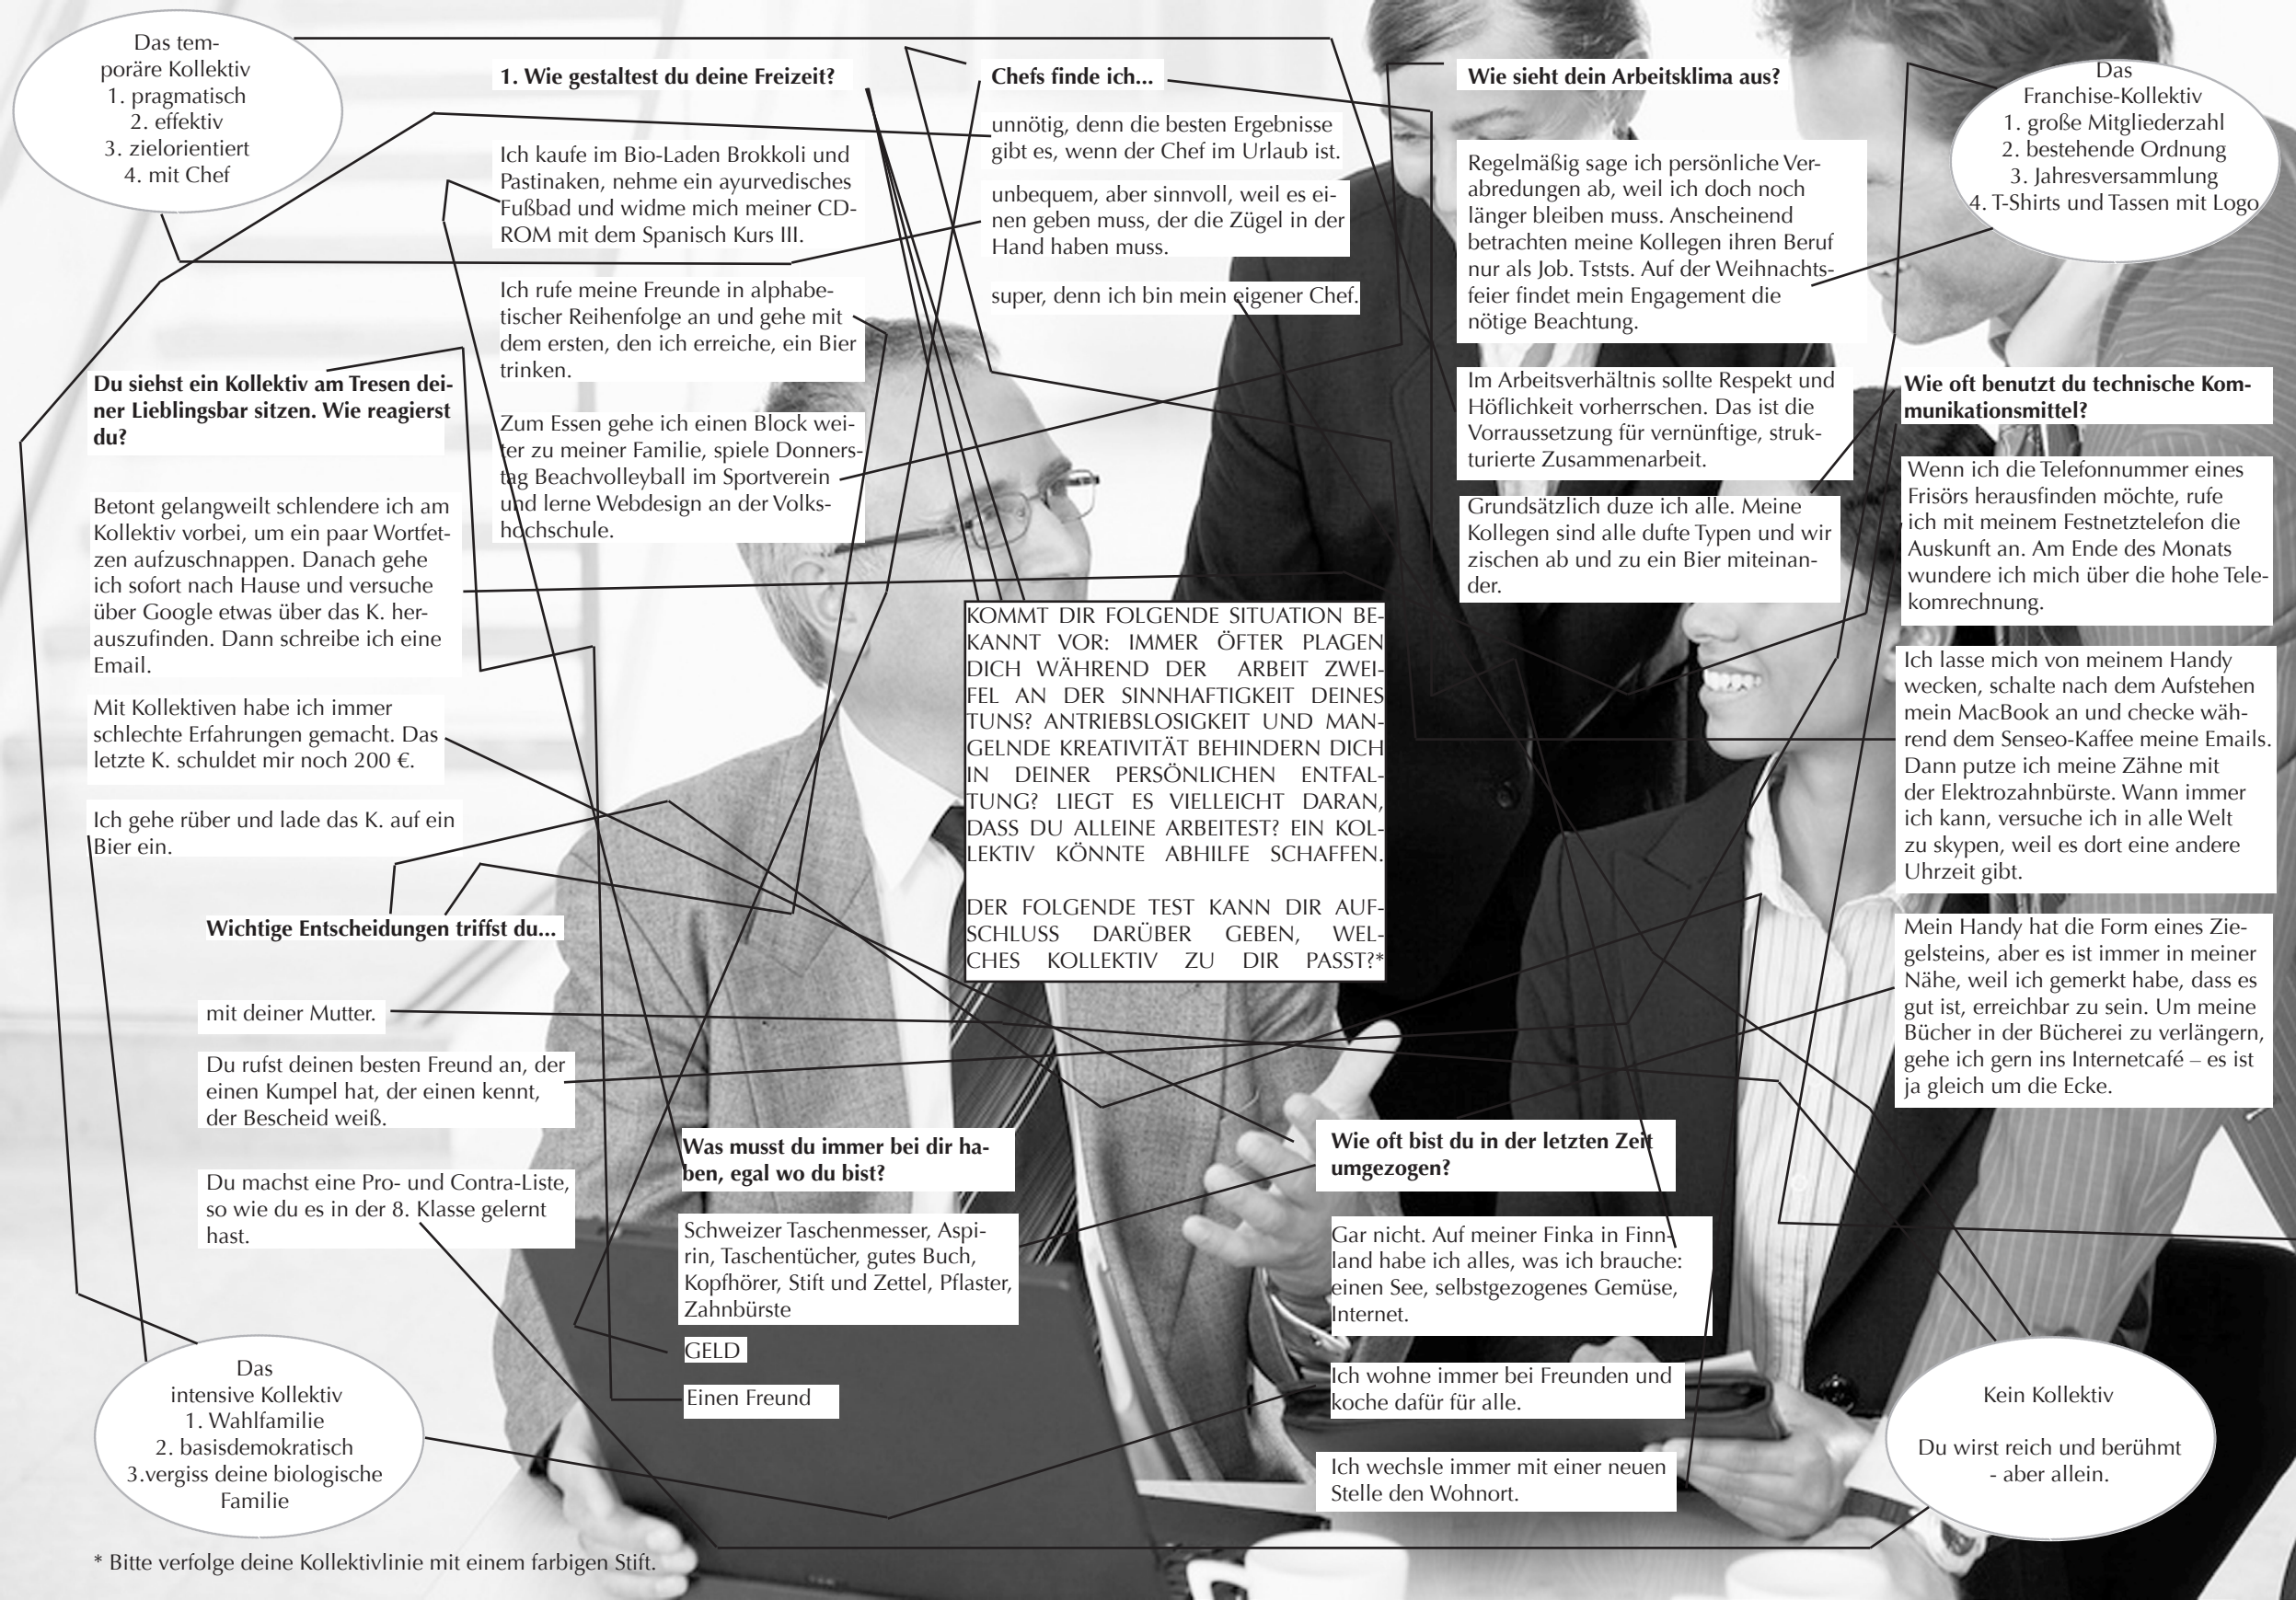 Das tem-
poräre Kollektiv
1. pragmatisch
2. effektiv
3. zielorientiert
4. mit Chef
1. Wie gestaltest du deine Freizeit?
Ich kaufe im Bio-Laden Brokkoli und
Pastinaken, nehme ein ayurvedisches
Fußbad und widme mich meiner CD-
ROM mit dem Spanisch Kurs III.
Ich rufe meine Freunde in alphabe-
tischer Reihenfolge an und gehe mit
dem ersten, den ich erreiche, ein Bier
trinken.
Zum Essen gehe ich einen Block wei-
ter zu meiner Familie, spiele Donners-
tag Beachvolleyball im Sportverein
und lerne Webdesign an der Volks-
hochschule.
Chefs finde ich...
unnötig, denn die besten Ergebnisse
gibt es, wenn der Chef im Urlaub ist.
unbequem, aber sinnvoll, weil es ei-
nen geben muss, der die Zügel in der
Hand haben muss.
super, denn ich bin mein eigener Chef.
Wie sieht dein Arbeitsklima aus?
Regelmäßig sage ich persönliche Ver-
abredungen ab, weil ich doch noch
länger bleiben muss. Anscheinend
betrachten meine Kollegen ihren Beruf
nur als Job. Tststs. Auf der Weihnachts-
feier findet mein Engagement die
nötige Beachtung.
Im Arbeitsverhältnis sollte Respekt und
Höflichkeit vorherrschen. Das ist die
Vorraussetzung für vernünftige, struk-
turierte Zusammenarbeit.
Grundsätzlich duze ich alle. Meine
Kollegen sind alle dufte Typen und wir
zischen ab und zu ein Bier miteinan-
der.
Das
Franchise-Kollektiv
1. große Mitgliederzahl
2. bestehende Ordnung
3. Jahresversammlung
4. T-Shirts und Tassen mit Logo
Wie oft benutzt du technische Kom-
munikationsmittel?
Wenn ich die Telefonnummer eines
Frisörs herausfinden möchte, rufe
ich mit meinem Festnetztelefon die
Auskunft an. Am Ende des Monats
wundere ich mich über die hohe Tele-
komrechnung.
Ich lasse mich von meinem Handy
wecken, schalte nach dem Aufstehen
mein MacBook an und checke wäh-
rend dem Senseo-Kaffee meine Emails.
Dann putze ich meine Zähne mit
der Elektrozahnbürste. Wann immer
ich kann, versuche ich in alle Welt
zu skypen, weil es dort eine andere
Uhrzeit gibt.
Mein Handy hat die Form eines Zie-
gelsteins, aber es ist immer in meiner
Nähe, weil ich gemerkt habe, dass es
gut ist, erreichbar zu sein. Um meine
Bücher in der Bücherei zu verlängern,
gehe ich gern ins Internetcafé – es ist
ja gleich um die Ecke.
Du siehst ein Kollektiv am Tresen dei-
ner Lieblingsbar sitzen. Wie reagierst
du?
Betont gelangweilt schlendere ich am
Kollektiv vorbei, um ein paar Wortfet-
zen aufzuschnappen. Danach gehe
ich sofort nach Hause und versuche
über Google etwas über das K. her-
auszufinden. Dann schreibe ich eine
Email.
Mit Kollektiven habe ich immer
schlechte Erfahrungen gemacht. Das
letzte K. schuldet mir noch 200 €.
Ich gehe rüber und lade das K. auf ein
Bier ein.
KOMMT DIR FOLGENDE SITUATION BE-
KANNT VOR: IMMER ÖFTER PLAGEN
DICH WÄHREND DER ARBEIT ZWEI-
FEL AN DER SINNHAFTIGKEIT DEINES
TUNS? ANTRIEBSLOSIGKEIT UND MAN-
GELNDE KREATIVITÄT BEHINDERN DICH
IN DEINER PERSÖNLICHEN ENTFAL-
TUNG? LIEGT ES VIELLEICHT DARAN,
DASS DU ALLEINE ARBEITEST? EIN KOL-
LEKTIV KÖNNTE ABHILFE SCHAFFEN.
DER FOLGENDE TEST KANN DIR AUF-
SCHLUSS DARÜBER GEBEN, WEL-
CHES KOLLEKTIV ZU DIR PASST?*
Wichtige Entscheidungen triffst du...
mit deiner Mutter.
Du rufst deinen besten Freund an, der
einen Kumpel hat, der einen kennt,
der Bescheid weiß.
Du machst eine Pro- und Contra-Liste,
so wie du es in der 8. Klasse gelernt
hast.
Was musst du immer bei dir ha-
ben, egal wo du bist?
Schweizer Taschenmesser, Aspi-
rin, Taschentücher, gutes Buch,
Kopfhörer, Stift und Zettel, Pflaster,
Zahnbürste
GELD
Einen Freund
Wie oft bist du in der letzten Zeit
umgezogen?
Gar nicht. Auf meiner Finka in Finn-
land habe ich alles, was ich brauche:
einen See, selbstgezogenes Gemüse,
Internet.
Ich wohne immer bei Freunden und
koche dafür für alle.
Ich wechsle immer mit einer neuen
Stelle den Wohnort.
Das
intensive Kollektiv
1. Wahlfamilie
2. basisdemokratisch
3.vergiss deine biologische
Familie
Kein Kollektiv
Du wirst reich und berühmt
- aber allein.
* Bitte verfolge deine Kollektivlinie mit einem farbigen Stift.